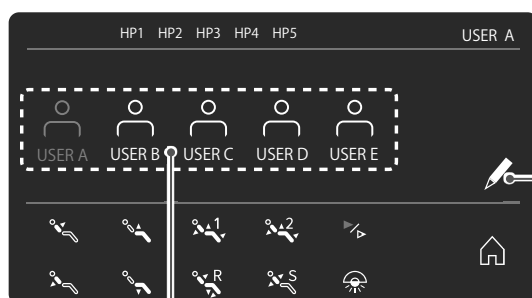 HP1 HP2 HP3 HP4 HP5 USER A
USER A USER B USER C USER D USER E
1 2
R S